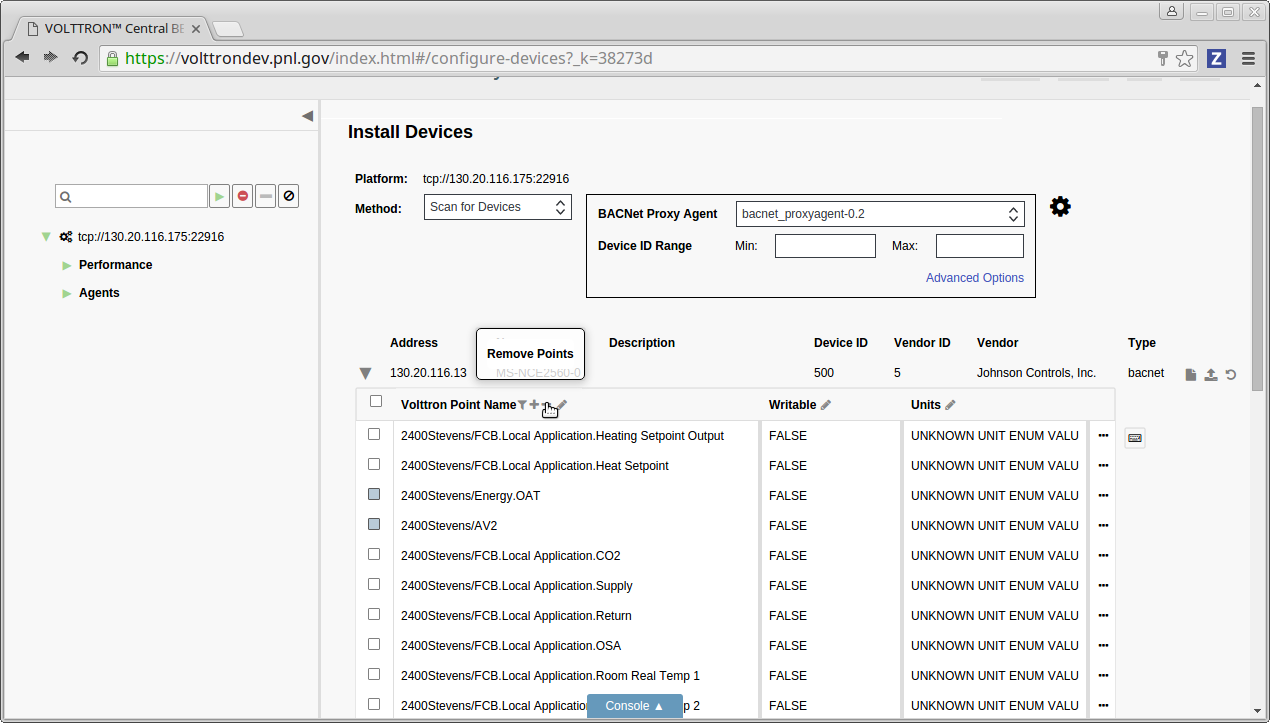 VOLTTRON™ Central BE
https://volttrondev.pnl.gov/index.html#/configure-devices?_k=38273d
Z
Install Devices
Platform: tcp://130.20.116.175:22916
Method: Scan for Devices
BACNet Proxy Agent bacnet_proxyagent-0.2
Device ID Range Min: Max:
Advanced Options
tcp://130.20.116.175:22916
Performance
Agents
Address Description Device ID Vendor ID Vendor Type
Remove Points
130.20.116.13 MS-NCE2560-0 500 5 Johnson Controls, Inc. bacnet
Volttron Point Name Writable Units
2400Stevens/FCB.Local Application.Heating Setpoint Output FALSE UNKNOWN UNIT ENUM VALU
2400Stevens/FCB.Local Application.Heat Setpoint FALSE UNKNOWN UNIT ENUM VALU
2400Stevens/Energy.OAT FALSE UNKNOWN UNIT ENUM VALU
2400Stevens/AV2 FALSE UNKNOWN UNIT ENUM VALU
2400Stevens/FCB.Local Application.CO2 FALSE UNKNOWN UNIT ENUM VALU
2400Stevens/FCB.Local Application.Supply FALSE UNKNOWN UNIT ENUM VALU
2400Stevens/FCB.Local Application.Return FALSE UNKNOWN UNIT ENUM VALU
2400Stevens/FCB.Local Application.OSA FALSE UNKNOWN UNIT ENUM VALU
2400Stevens/FCB.Local Application.Room Real Temp 1 FALSE UNKNOWN UNIT ENUM VALU
2400Stevens/FCB.Local Applicatio p 2 FALSE UNKNOWN UNIT ENUM VALU
Console ▲